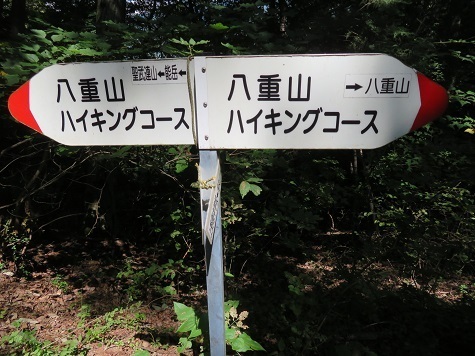 聖武連山⬅能岳⬅
八重山
ハイキングコース
➡八重山
八重山
ハイキングコース